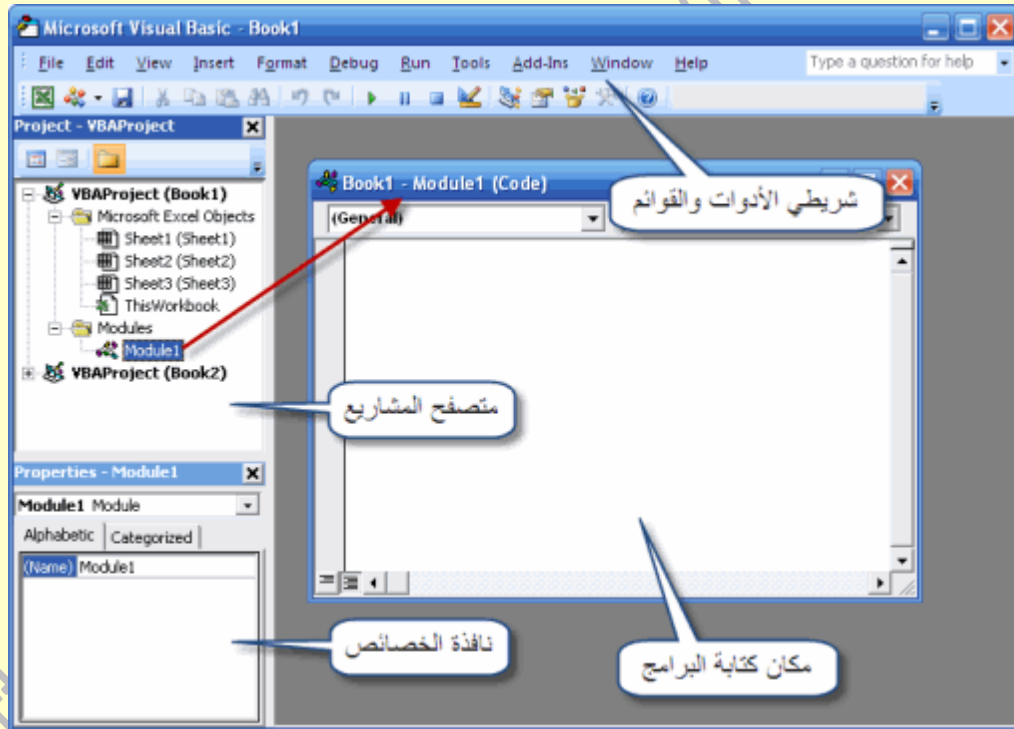 Microsoft Visual Basic - Book1
File Edit View Insert Format Debug Run Tools Add-Ins Window Help Type a question for help
Project - VBAProject
VBAProject (Book1)
Microsoft Excel Objects
Sheet1 (Sheet1)
Sheet2 (Sheet2)
Sheet3 (Sheet3)
ThisWorkbook
Modules
Module1
VBAProject (Book2)
متصفح المشاريع
Book1 - Module1 (Code)
(General)
شريطي الأدوات والقوائم
Properties - Module1
Module1 Module
Alphabetic Categorized
(Name) Module1
نافذة الخصائص
مكان كتابة البرامج